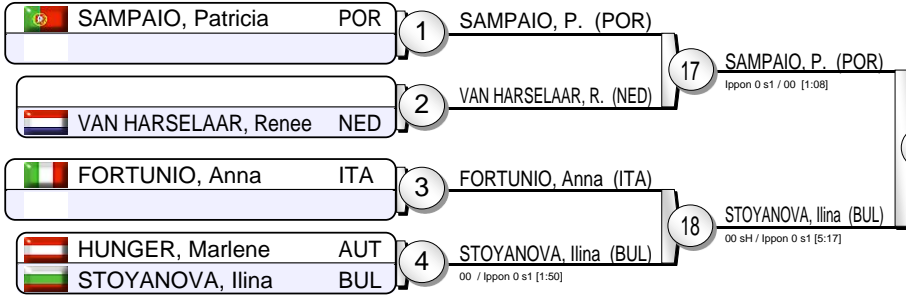 SAMPAIO, Patricia POR
1
SAMPAIO, P. (POR)
17
SAMPAIO, P. (POR)
Ippon 0 s1 / 00 [1:08]
2
VAN HARSELAAR, R. (NED)
VAN HARSELAAR, Renee NED
FORTUNIO, Anna ITA
3
FORTUNIO, Anna (ITA)
18
STOYANOVA, Ilina (BUL)
00 sH / Ippon 0 s1 [5:17]
HUNGER, Marlene AUT
4
STOYANOVA, Ilina (BUL)
00 / Ippon 0 s1 [1:50]
STOYANOVA, Ilina BUL